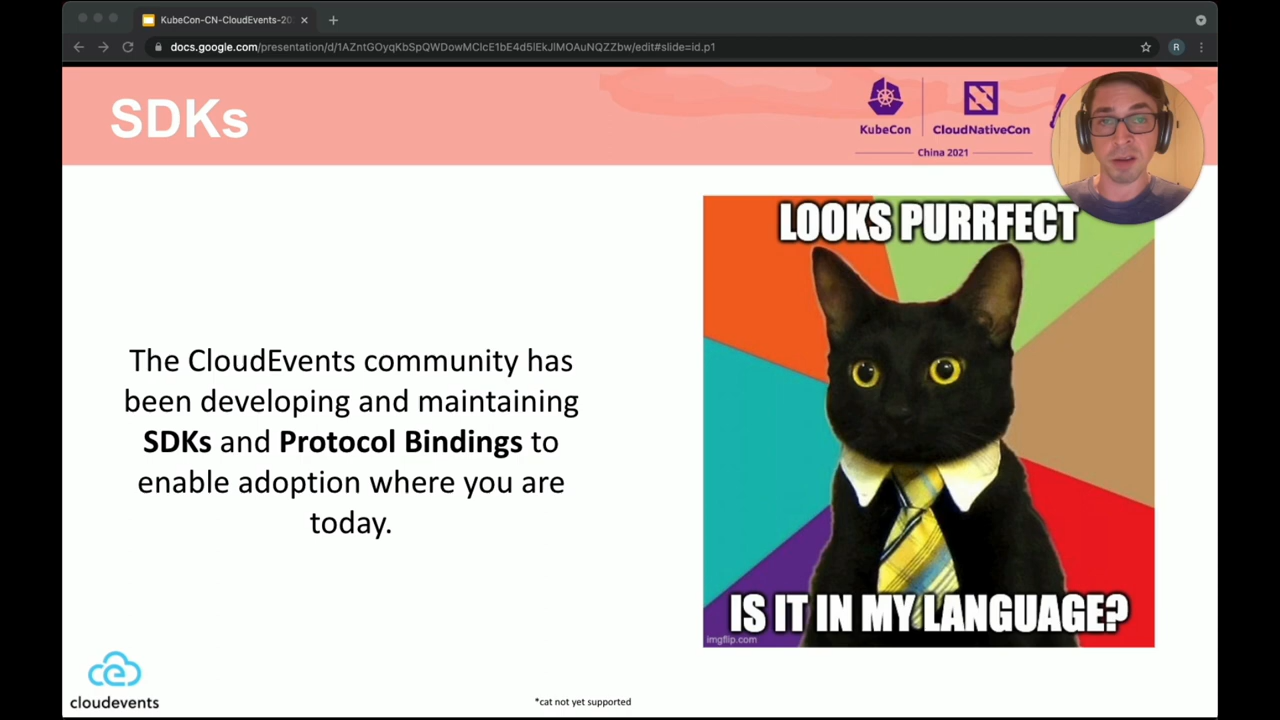 KubeCon-CN-CloudEvents-20
docs.google.com/presentation/d/1AZntGOyqKbSpQWDowMClcE1bE4d5lEkJlMOAuNQZZbw/edit#slide=id.p1
R
SDKs
KubeCon
CloudNativeCon
China 2021
LOOKS PURRFECT
The CloudEvents community has
been developing and maintaining
SDKs and Protocol Bindings to
enable adoption where you are
today.
IS IT IN MY LANGUAGE?
imgflip.com
cloudevents
*cat not yet supported